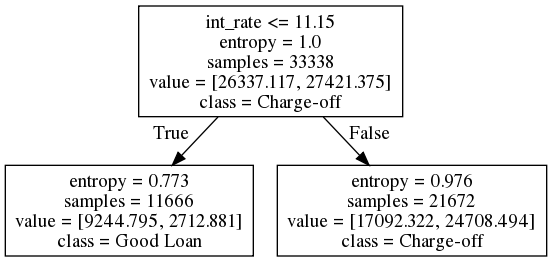 int_rate <= 11.15
entropy = 1.0
samples = 33338
value = [26337.117, 27421.375]
class = Charge-off
True
False
entropy = 0.773
samples = 11666
value = [9244.795, 2712.881]
class = Good Loan
entropy = 0.976
samples = 21672
value = [17092.322, 24708.494]
class = Charge-off